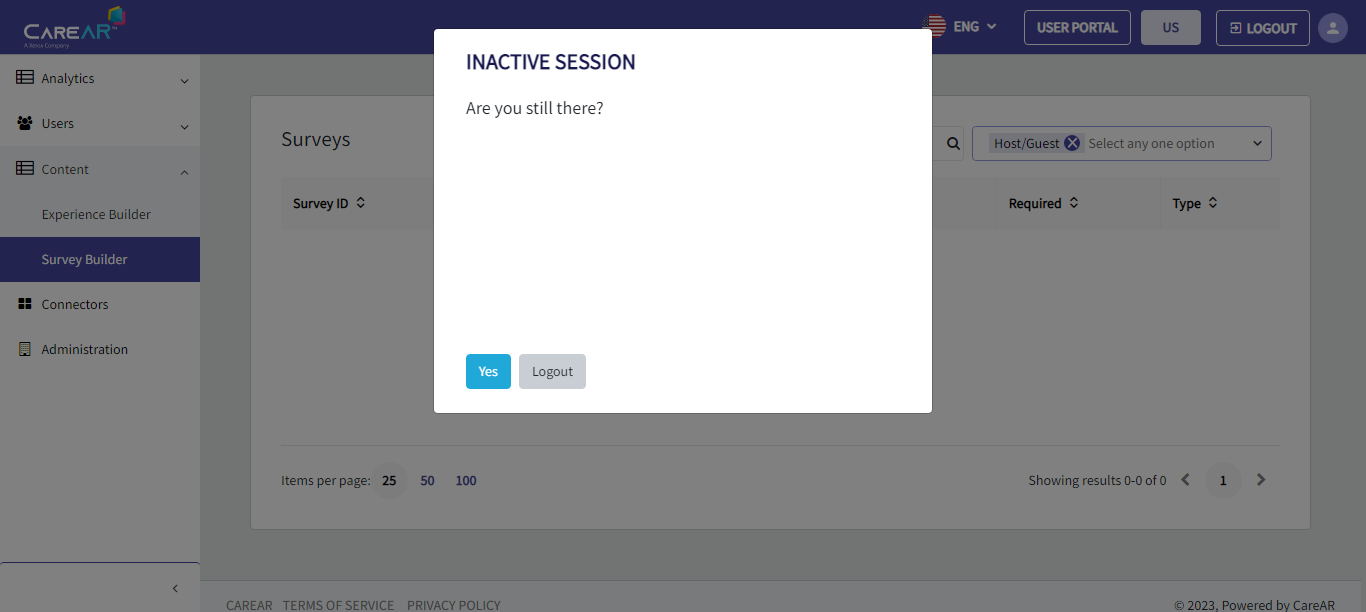 CAREAR™
A Xerox Company
ENG
USER PORTAL
US
LOGOUT
Analytics
Users
Content
Experience Builder
Survey Builder
Connectors
Administration
INACTIVE SESSION
Are you still there?
Yes
Logout
Surveys
Host/Guest
Select any one option
Survey ID
Required
Type
Items per page: 25 50 100
Showing results 0-0 of 0
1
CAREAR TERMS OF SERVICE PRIVACY POLICY
© 2023, Powered by CareAR